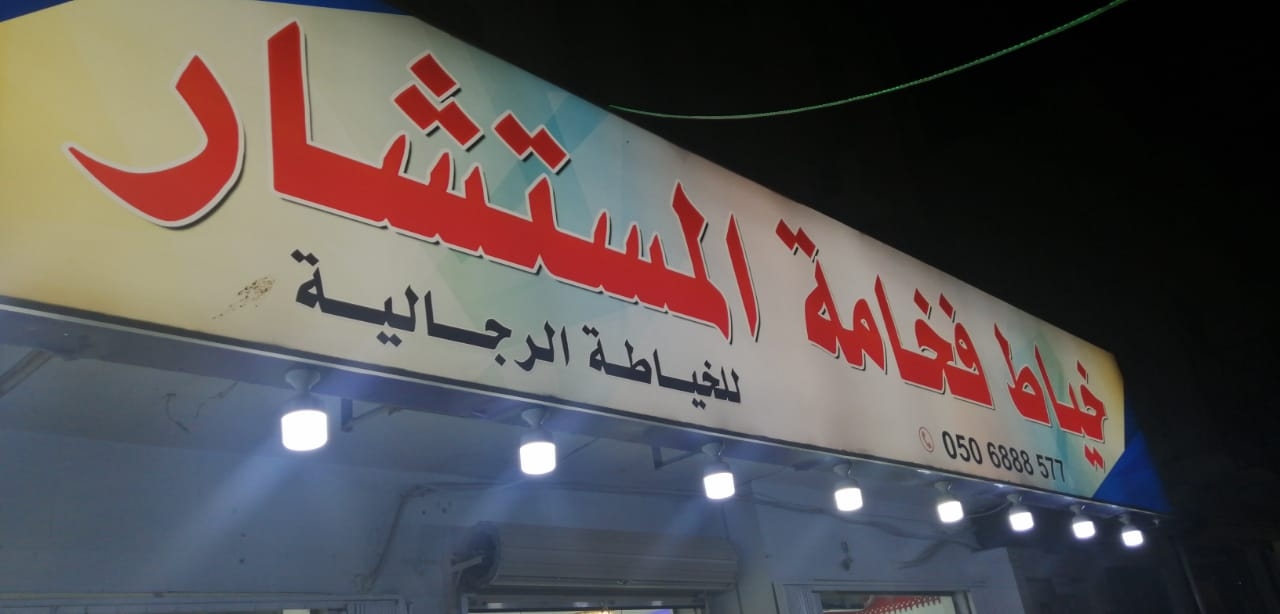 خياط فخامة المستشار
للخياطة الرجالية
050 6888 577